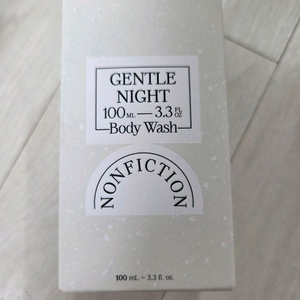 GENTLE
NIGHT
100 ML — 3.3 FL OZ
Body Wash
NONFICTION
100 mL – 3.3 fl. oz.